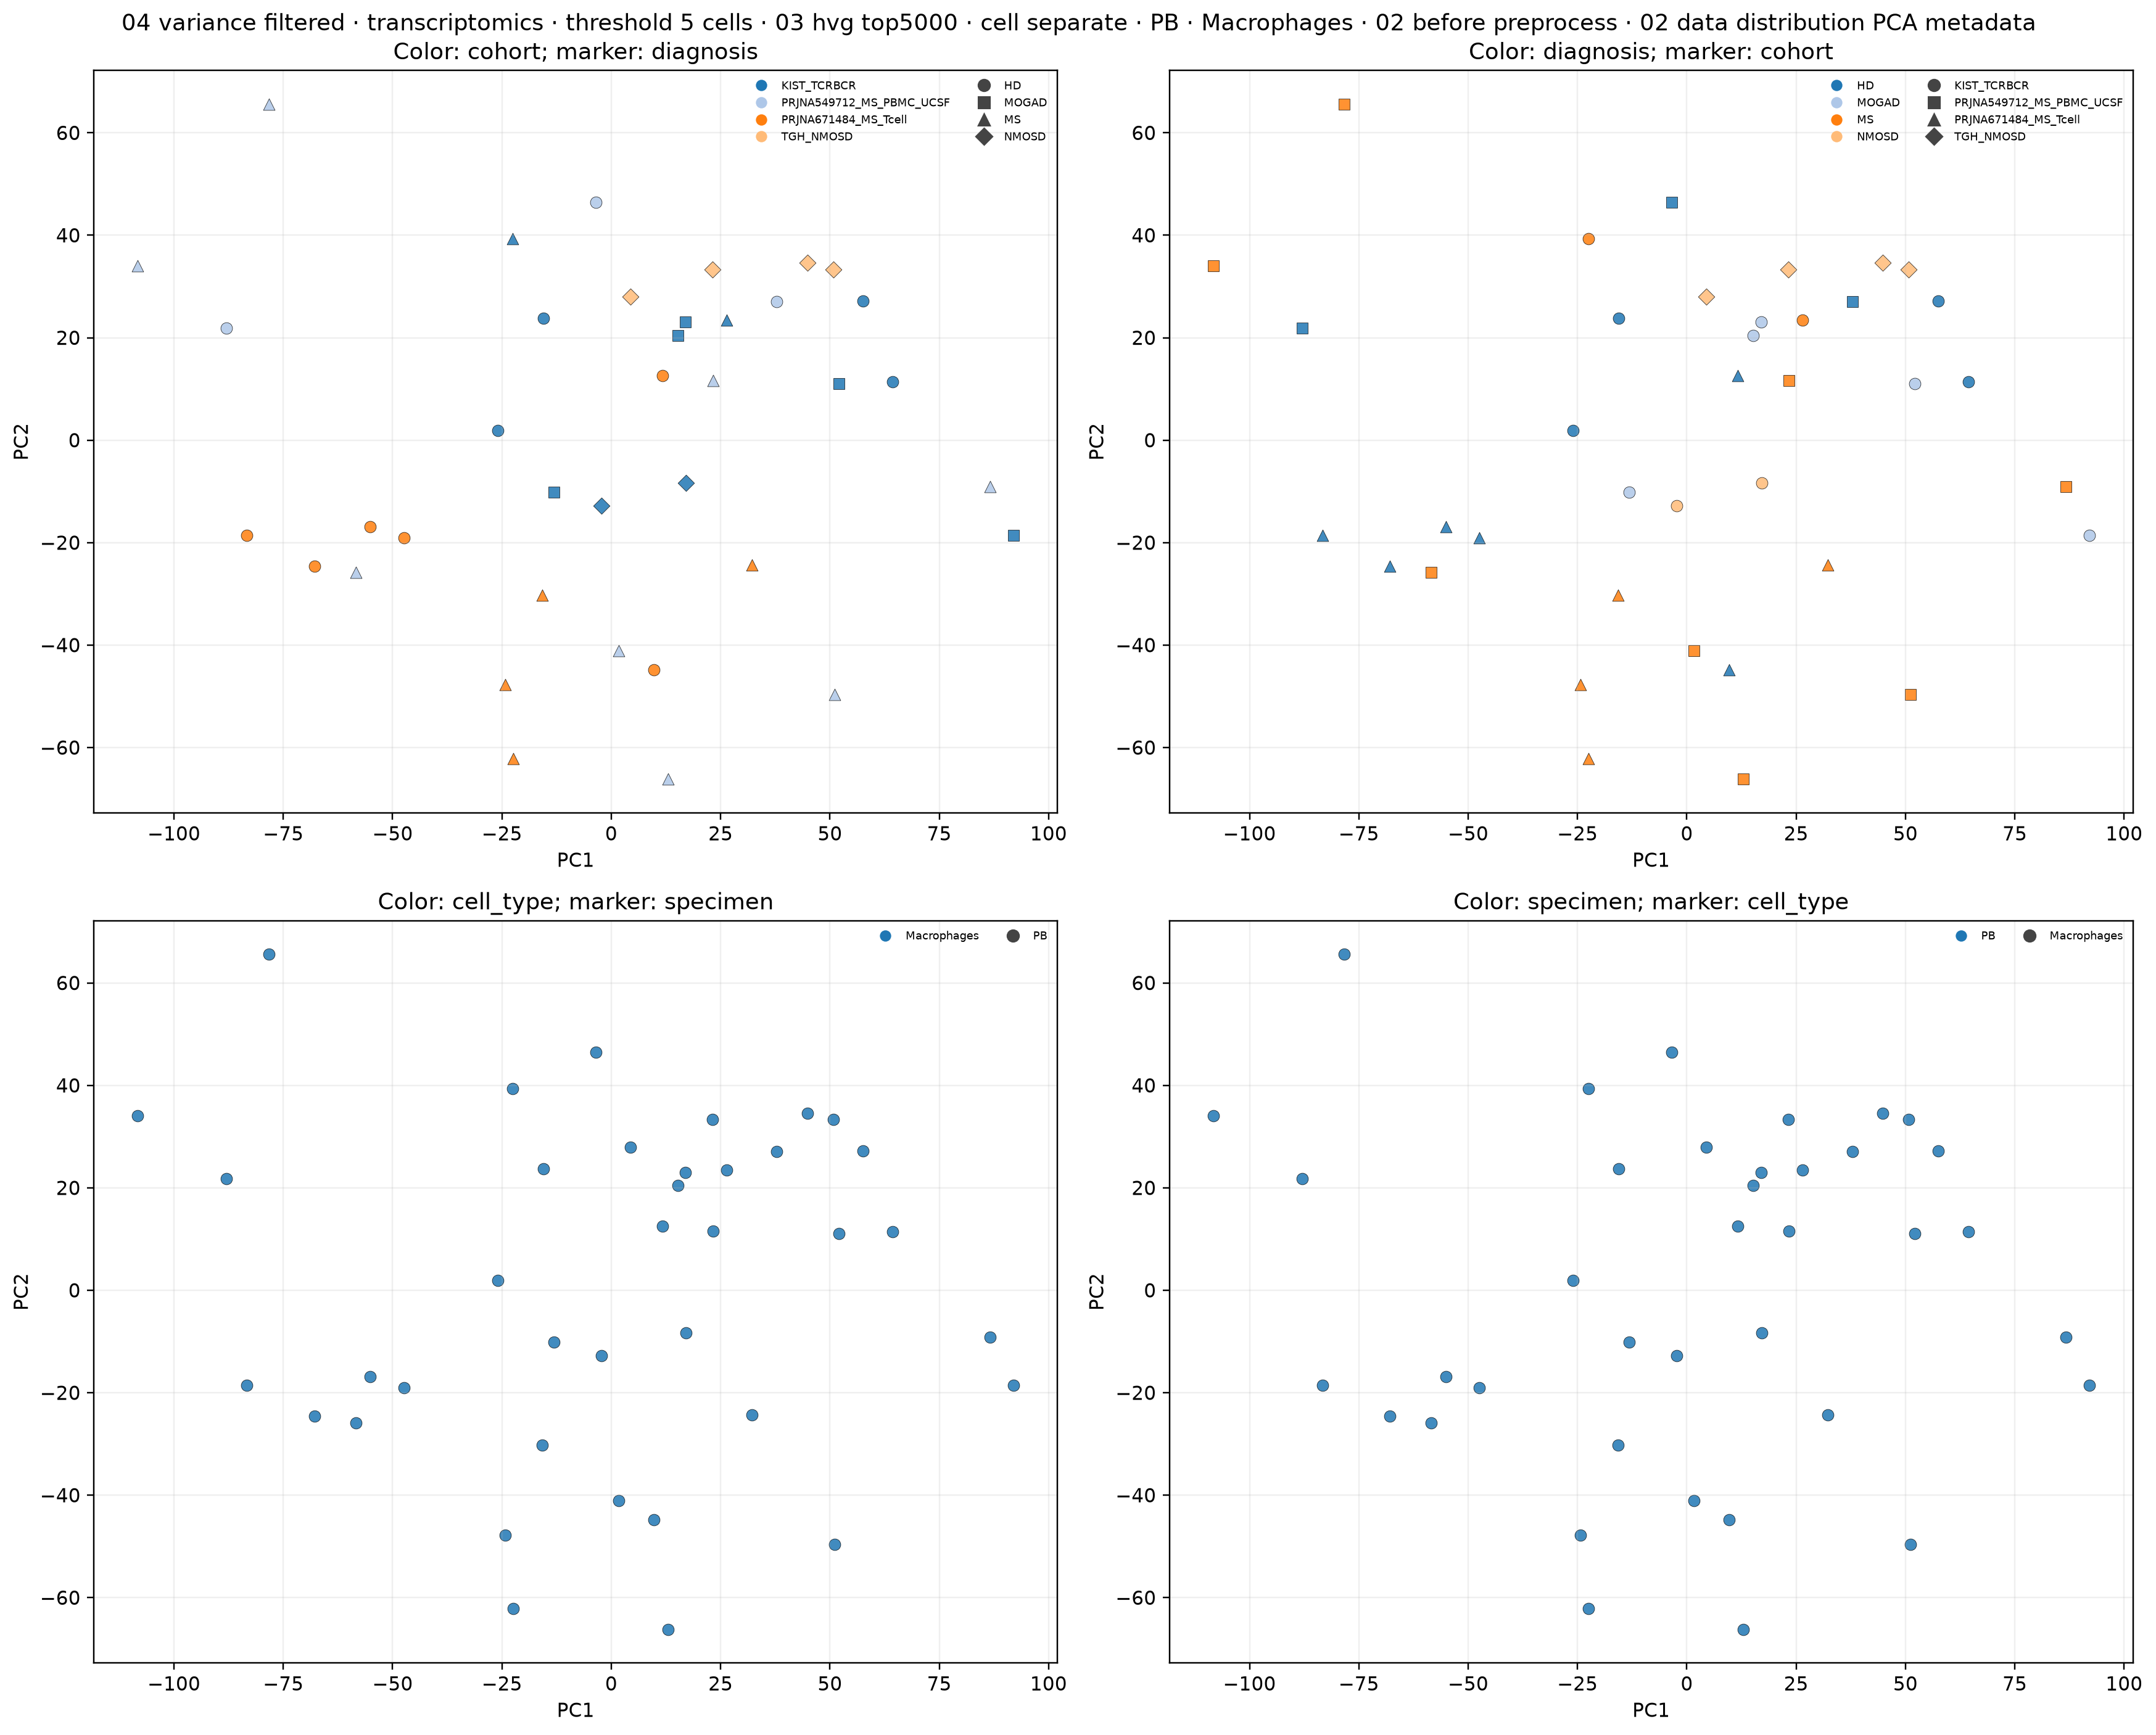 04 variance filtered · transcriptomics · threshold 5 cells · 03 hvg top5000 · cell separate · PB · Macrophages · 02 before preprocess · 02 data distribution PCA metadata
Color: cohort; marker: diagnosis
KIST_TCRBCR
PRJNA549712_MS_PBMC_UCSF
PRJNA671484_MS_Tcell
TGH_NMOSD
HD
MOGAD
MS
NMOSD
60
40
20
0
−20
−40
−60
PC2
−100 −75 −50 −25 0 25 50 75 100
PC1
Color: diagnosis; marker: cohort
HD
MOGAD
MS
NMOSD
KIST_TCRBCR
PRJNA549712_MS_PBMC_UCSF
PRJNA671484_MS_Tcell
TGH_NMOSD
60
40
20
0
−20
−40
−60
PC2
−100 −75 −50 −25 0 25 50 75 100
PC1
Color: cell_type; marker: specimen
Macrophages PB
60
40
20
0
−20
−40
−60
PC2
−100 −75 −50 −25 0 25 50 75 100
PC1
Color: specimen; marker: cell_type
PB Macrophages
60
40
20
0
−20
−40
−60
PC2
−100 −75 −50 −25 0 25 50 75 100
PC1